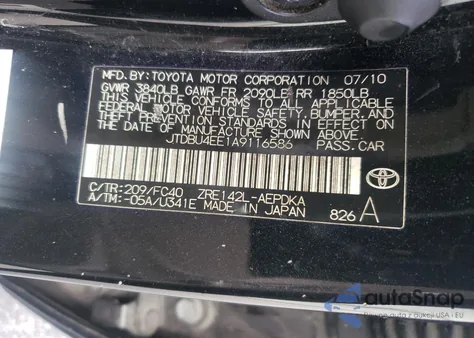 MFD.BY:TOYOTA MOTOR CORPORATION 07/10
GVWR 3840LB GAWR FR 2090LB RR 1850LB
THIS VEHICLE CONFORMS TO ALL APPLICABLE
FEDERAL MOTOR VEHICLE SAFETY, BUMPER, AND
THEFT PREVENTION STANDARDS IN EFFECT ON
THE DATE OF MANUFACTURE SHOWN ABOVE.
JTDBU4EE1A9116586 PASS.CAR
C/TR:209/FC40 ZRE142L-AEPDKA
A/TM:-05A/U341E MADE IN JAPAN 826 A
TOYOTA
autoSnap